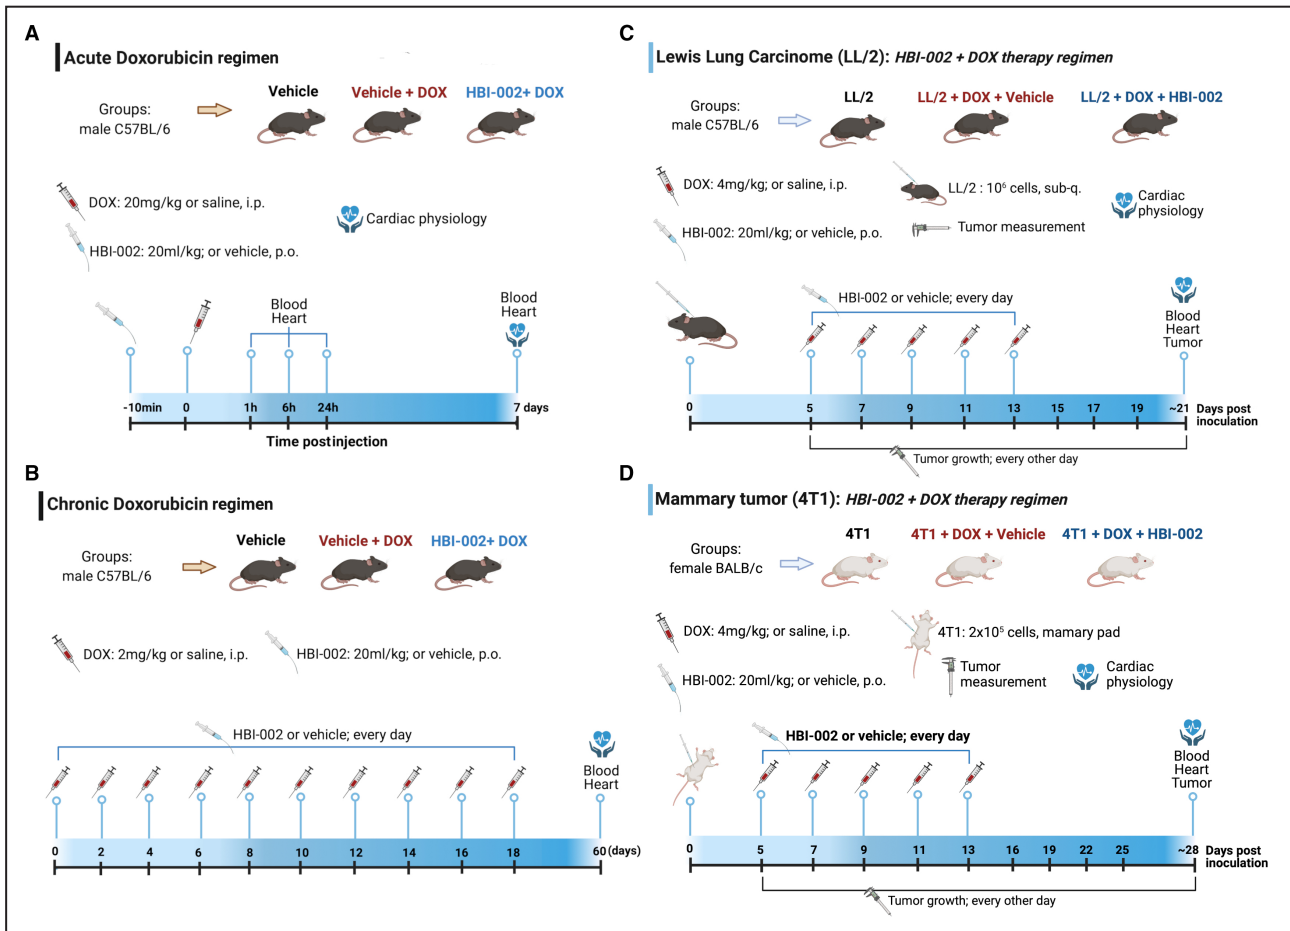 A
Acute Doxorubicin regimen
Groups:
male C57BL/6
Vehicle
Vehicle + DOX
HBI-002+ DOX
DOX: 20mg/kg or saline, i.p.
HBI-002: 20ml/kg; or vehicle, p.o.
Cardiac physiology
Blood
Heart
Blood
Heart
-10min 0 1h 6h 24h 7 days
Time postinjection
B
Chronic Doxorubicin regimen
Groups:
male C57BL/6
Vehicle
Vehicle + DOX
HBI-002+ DOX
DOX: 2mg/kg or saline, i.p.
HBI-002: 20ml/kg; or vehicle, p.o.
HBI-002 or vehicle; every day
Blood
Heart
0 2 4 6 8 10 12 14 16 18 60 (days)
C
Lewis Lung Carcinome (LL/2): HBI-002 + DOX therapy regimen
Groups:
male C57BL/6
LL/2
LL/2 + DOX + Vehicle
LL/2 + DOX + HBI-002
DOX: 4mg/kg; or saline, i.p.
HBI-002: 20ml/kg; or vehicle, p.o.
LL/2 : 10⁶ cells, sub-q.
Tumor measurement
Cardiac
physiology
HBI-002 or vehicle; every day
Blood
Heart
Tumor
0 5 7 9 11 13 15 17 19 ~21 Days post
inoculation
Tumor growth; every other day
D
Mammary tumor (4T1): HBI-002 + DOX therapy regimen
Groups:
female BALB/c
4T1
4T1 + DOX + Vehicle
4T1 + DOX + HBI-002
DOX: 4mg/kg; or saline, i.p.
HBI-002: 20ml/kg; or vehicle, p.o.
4T1: 2x10⁵ cells, mamary pad
Tumor
measurement
Cardiac
physiology
HBI-002 or vehicle; every day
Blood
Heart
Tumor
0 5 7 9 11 13 16 19 22 25 ~28 Days post
inoculation
Tumor growth; every other day